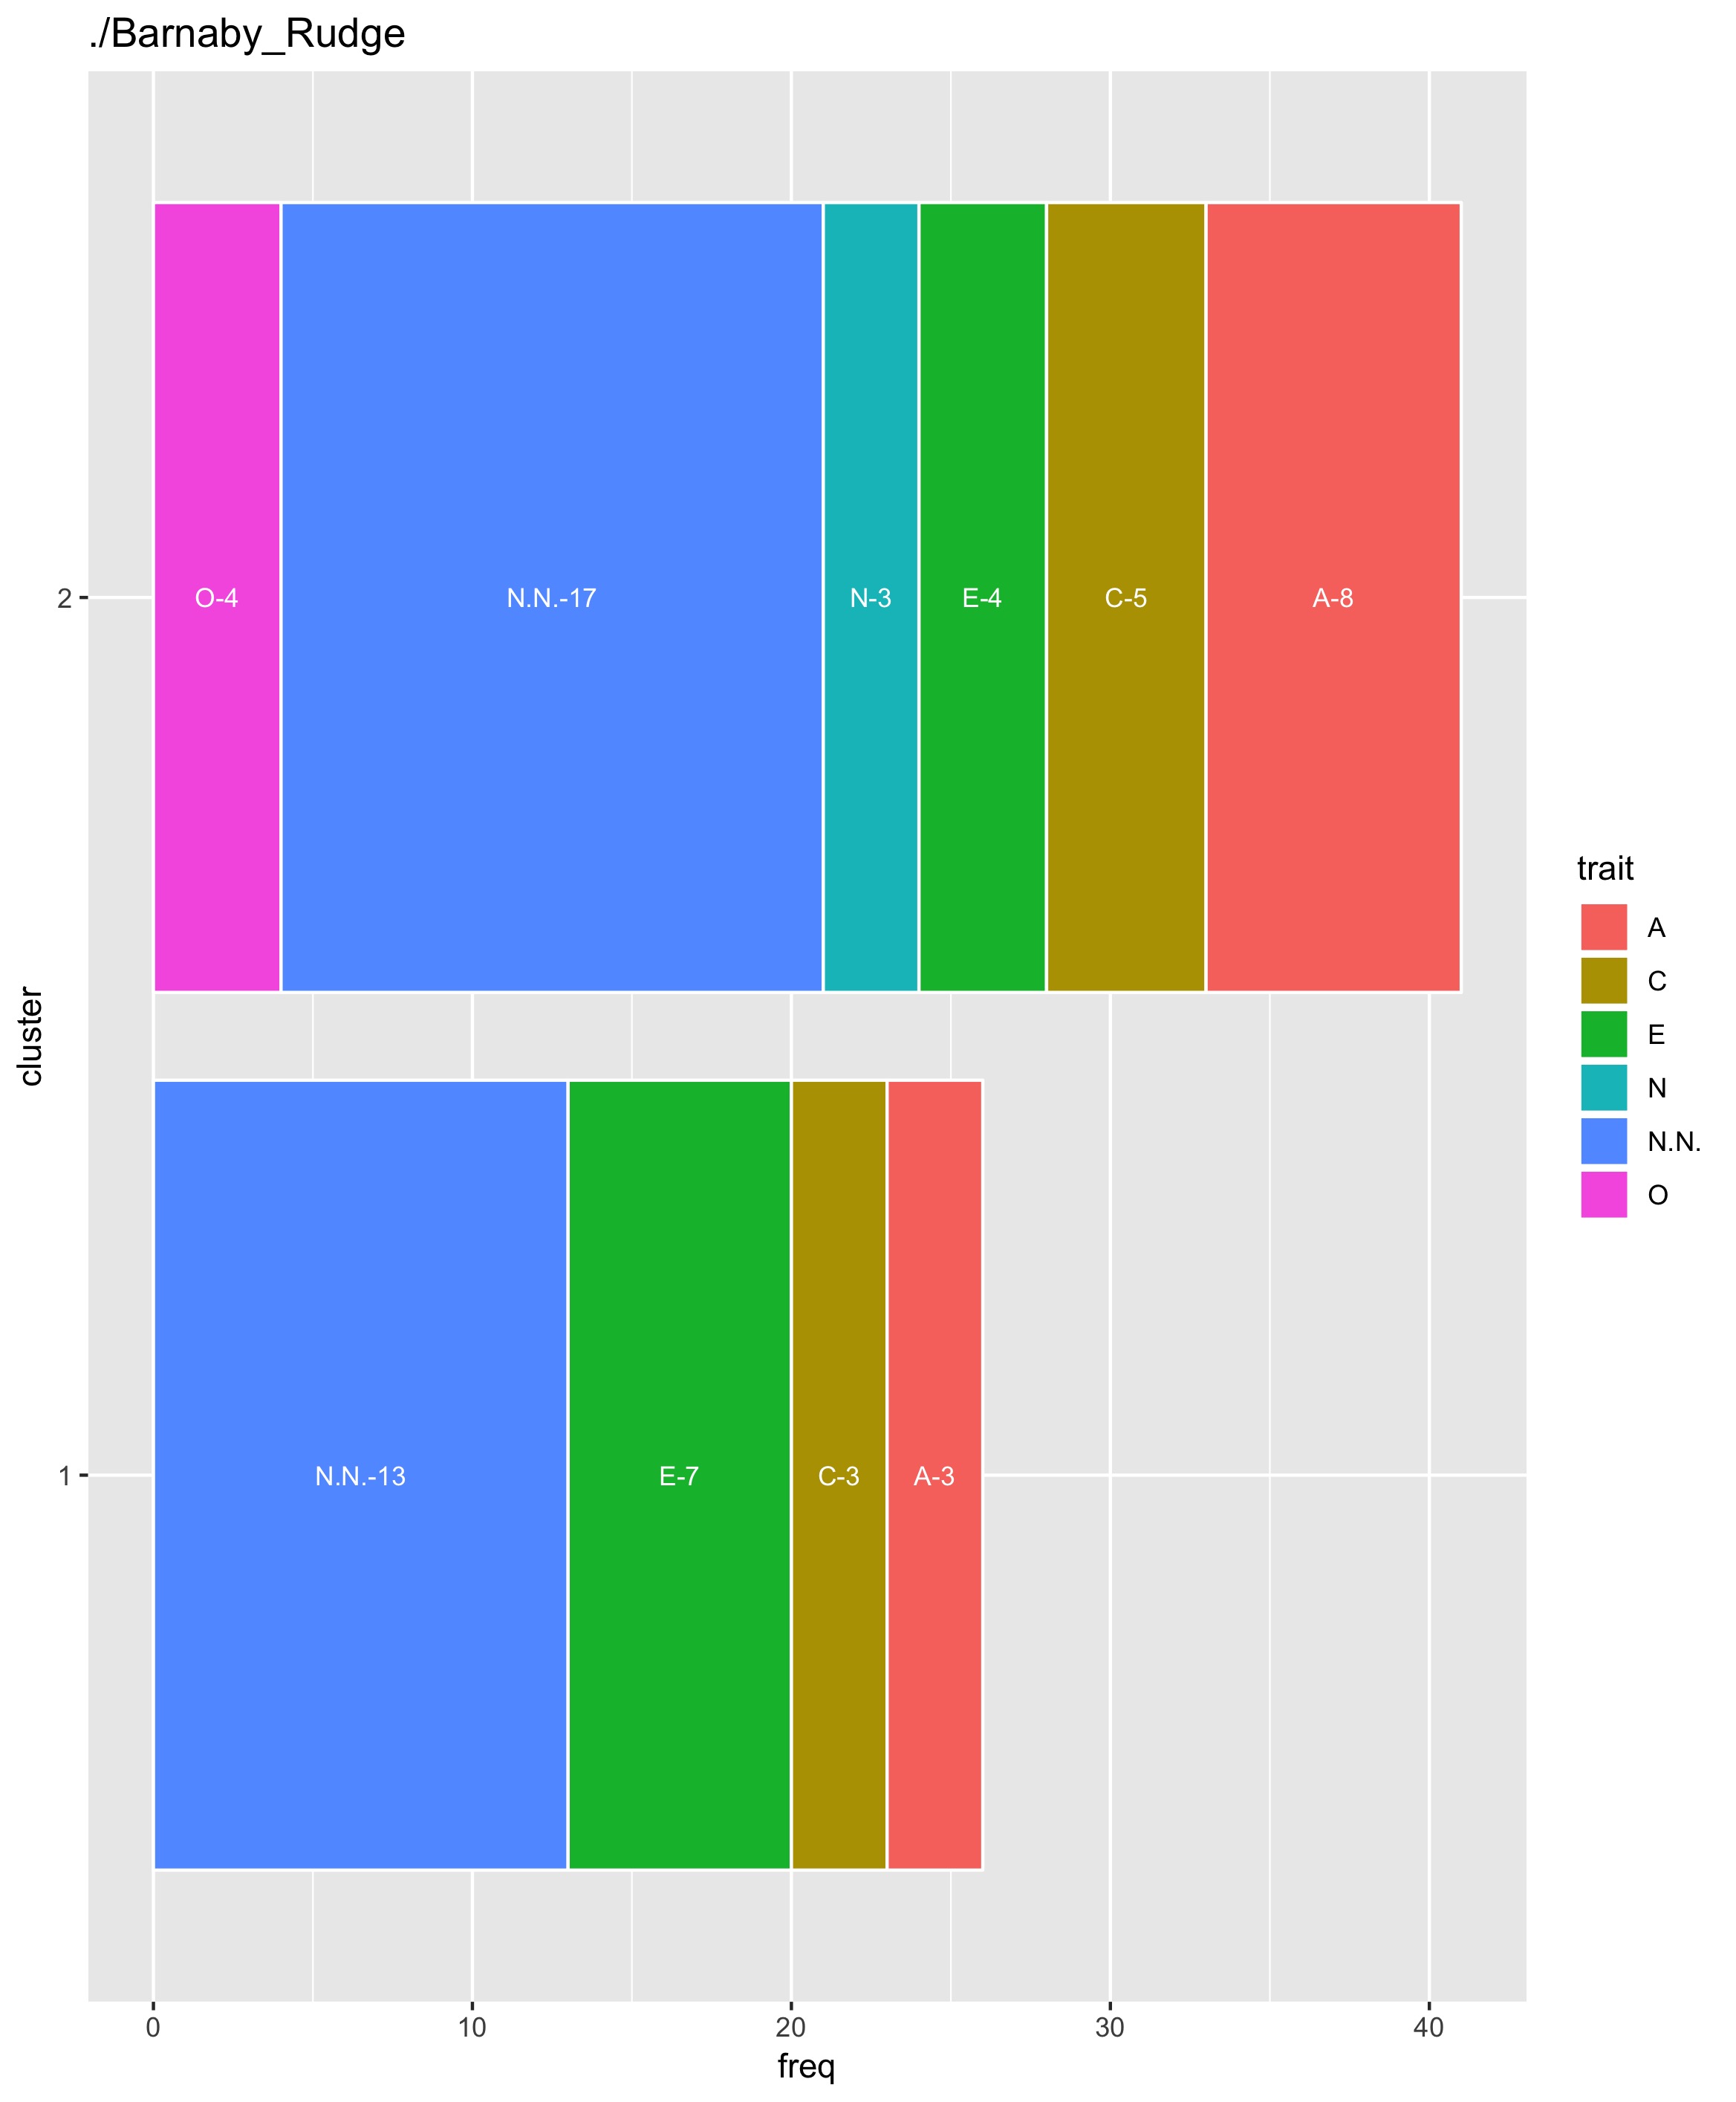 ./Barnaby_Rudge
2
O-4
N.N.-17
N-3
E-4
C-5
A-8
cluster
1
N.N.-13
E-7
C-3
A-3
0
10
20
30
40
freq
trait
A
C
E
N
N.N.
O